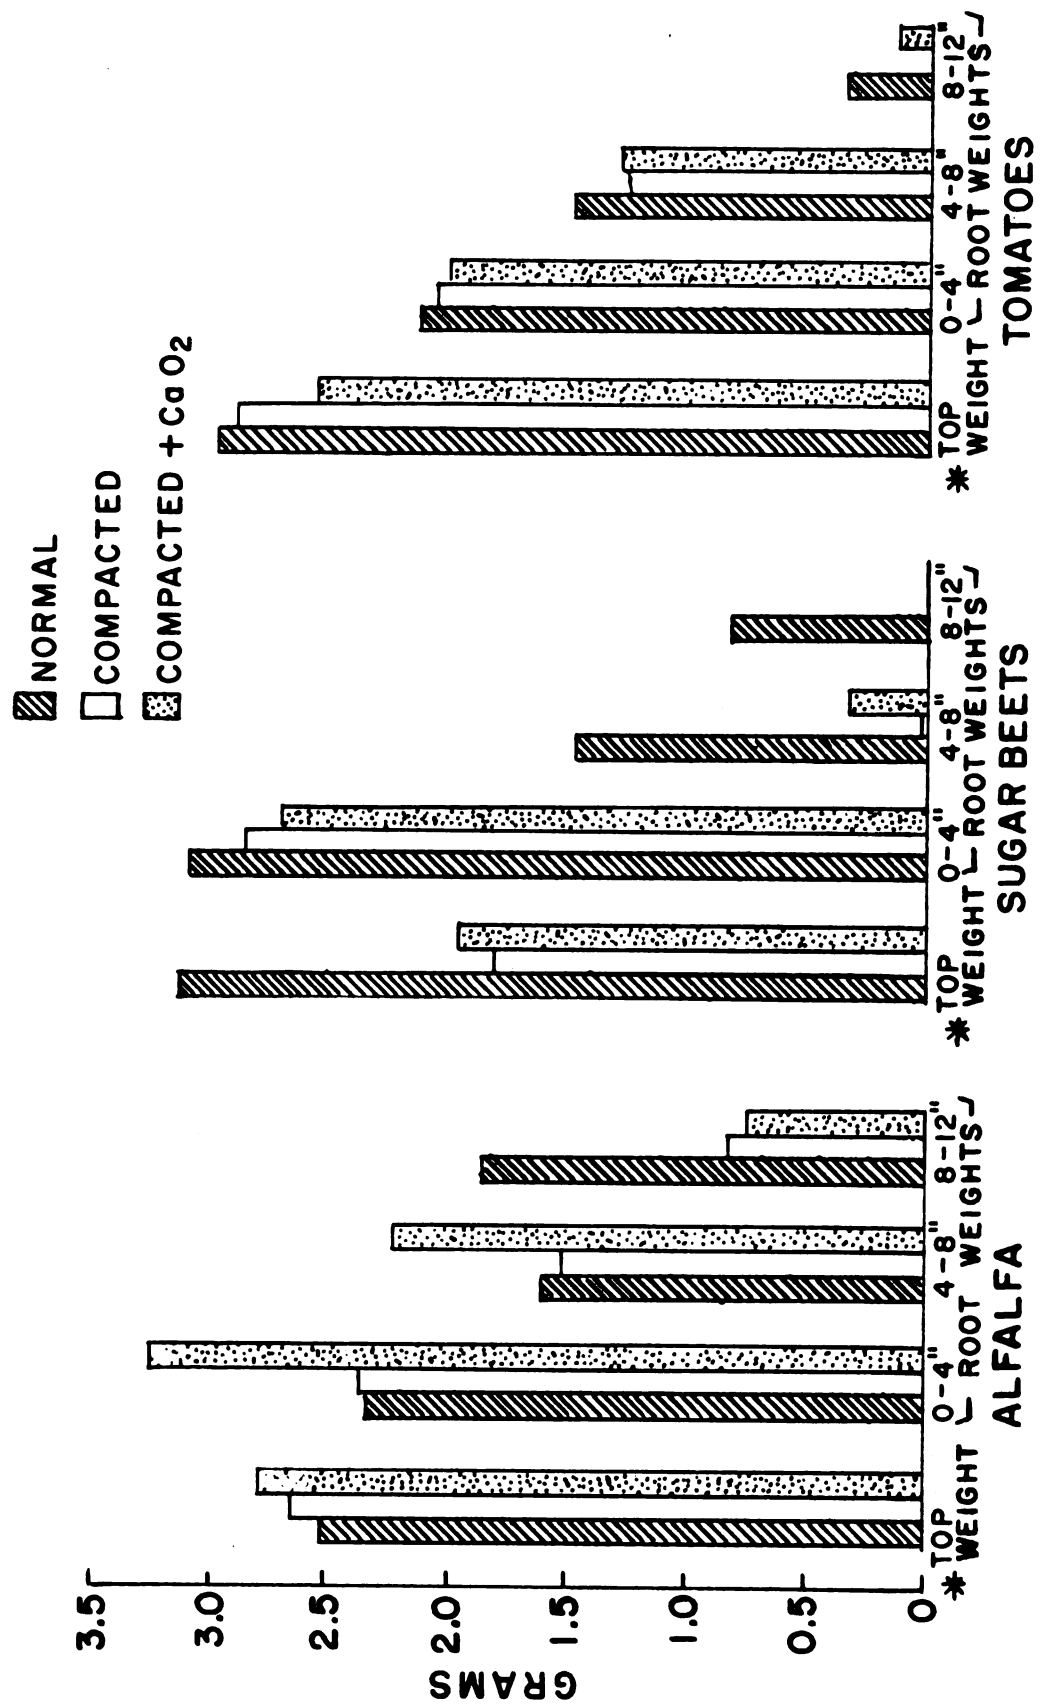 NORMAL
COMPACTED
COMPACTED + CaO2
GRAMS
3.5
3.0
2.5
2.0
1.5
1.0
0.5
0
* TOP WEIGHT
0-4"
4-8"
8-12"
ROOT WEIGHTS
ALFALFA
* TOP WEIGHT
0-4"
4-8"
8-12"
ROOT WEIGHTS
SUGAR BEETS
* TOP WEIGHT
0-4"
4-8"
8-12"
ROOT WEIGHTS
TOMATOES